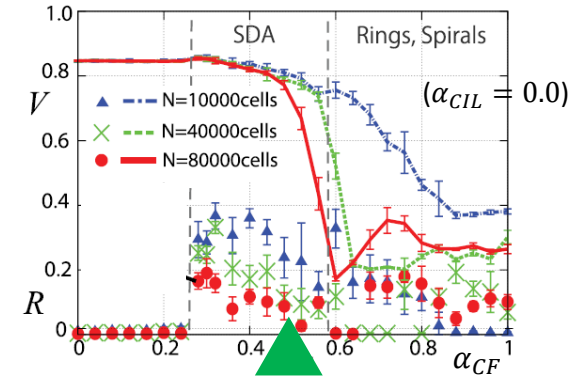 1.0
SDA
Rings, Spirals
0.8
V
(α_CIL = 0.0)
N=10000cells
0.6
N=40000cells
N=80000cells
0.4
0.2
R
0
0 0.2 0.4 0.6 0.8 1
α_CF